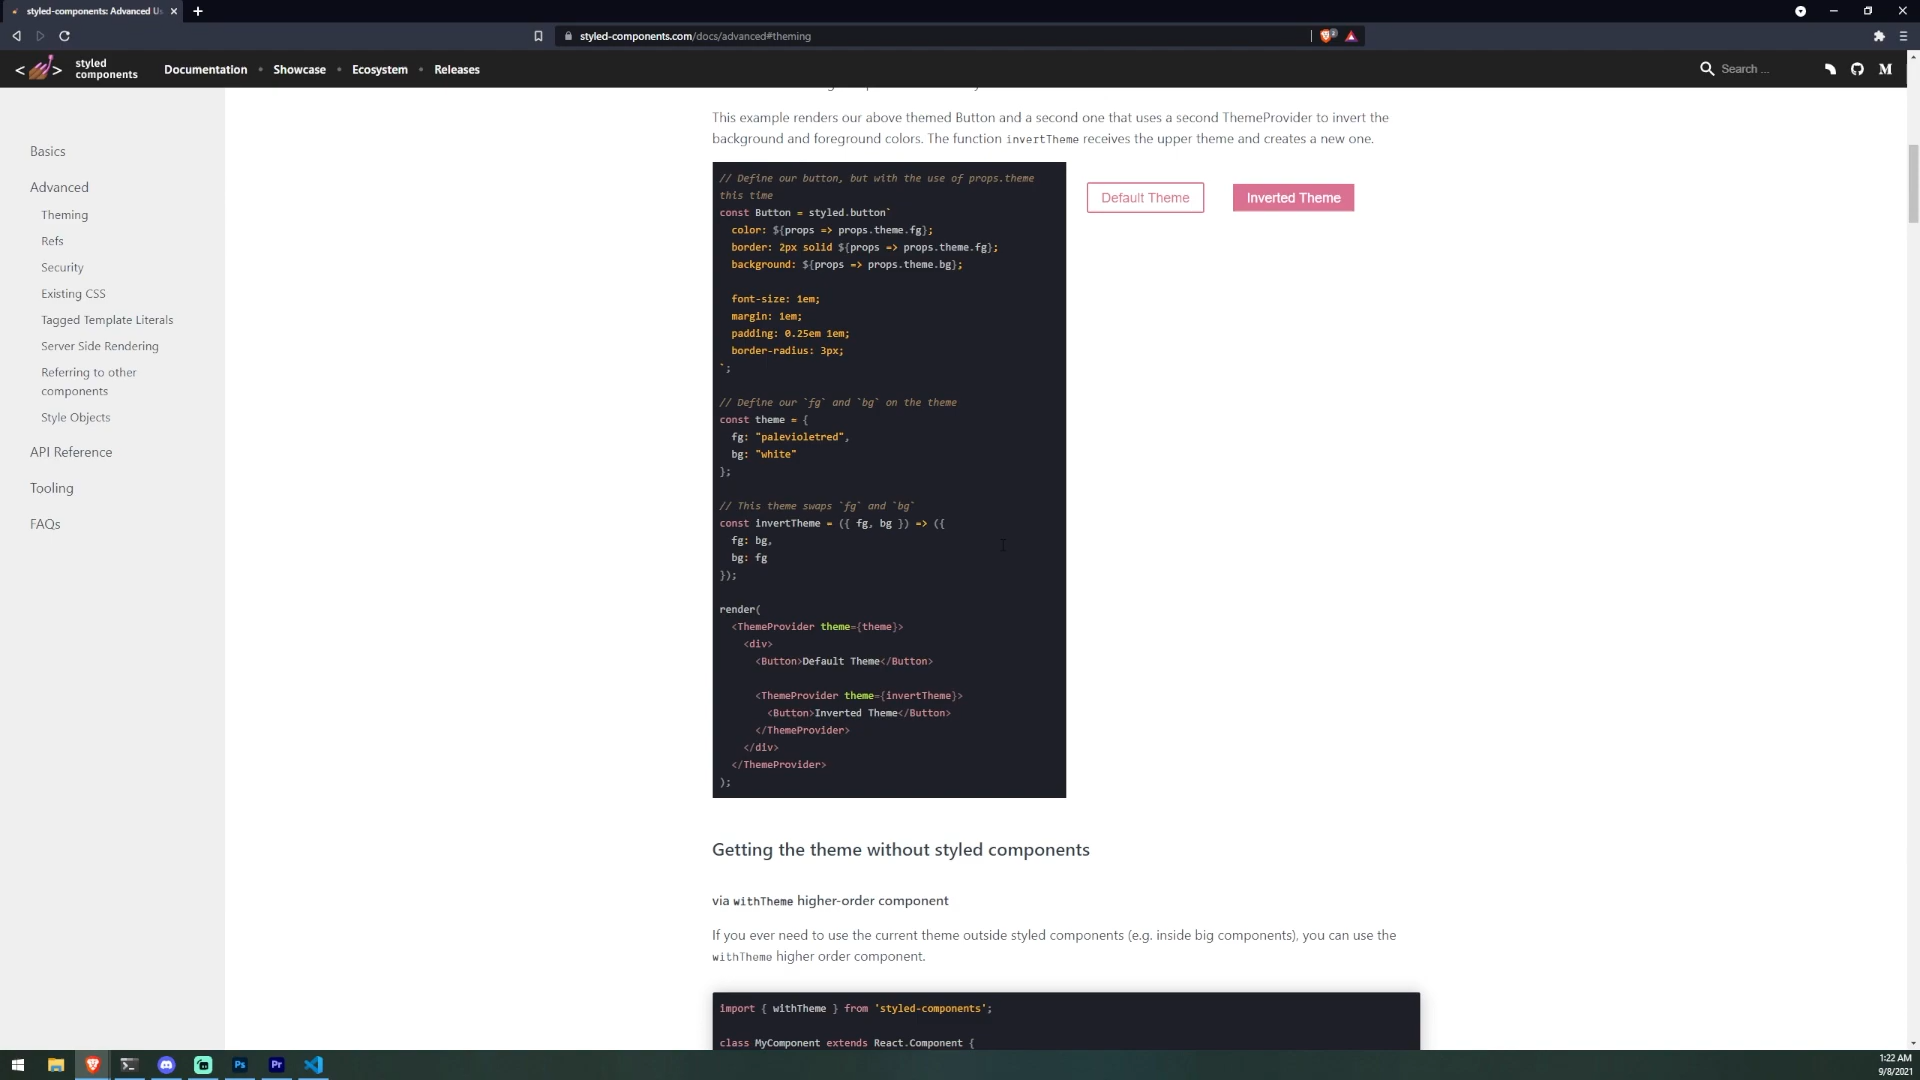 styled-components: Advanced U
styled-components.com/docs/advanced#theming
styled
components
Documentation • Showcase • Ecosystem • Releases
Search ...
Basics
Advanced
Theming
Refs
Security
Existing CSS
Tagged Template Literals
Server Side Rendering
Referring to other
components
Style Objects
API Reference
Tooling
FAQs
This example renders our above themed Button and a second one that uses a second ThemeProvider to invert the
background and foreground colors. The function invertTheme receives the upper theme and creates a new one.
// Define our button, but with the use of props.theme
this time
const Button = styled.button`
color: ${props => props.theme.fg};
border: 2px solid ${props => props.theme.fg};
background: ${props => props.theme.bg};
font-size: 1em;
margin: 1em;
padding: 0.25em 1em;
border-radius: 3px;
`;
// Define our `fg` and `bg` on the theme
const theme = {
fg: "palevioletred",
bg: "white"
};
// This theme swaps `fg` and `bg`
const invertTheme = ({ fg, bg }) => ({
fg: bg,
bg: fg
});
render(
<ThemeProvider theme={theme}>
<div>
<Button>Default Theme</Button>
<ThemeProvider theme={invertTheme}>
<Button>Inverted Theme</Button>
</ThemeProvider>
</div>
</ThemeProvider>
);
Default Theme
Inverted Theme
Getting the theme without styled components
via withTheme higher-order component
If you ever need to use the current theme outside styled components (e.g. inside big components), you can use the
withTheme higher order component.
import { withTheme } from 'styled-components';
class MyComponent extends React.Component {
Ps
Pr
1:22 AM
9/8/2021